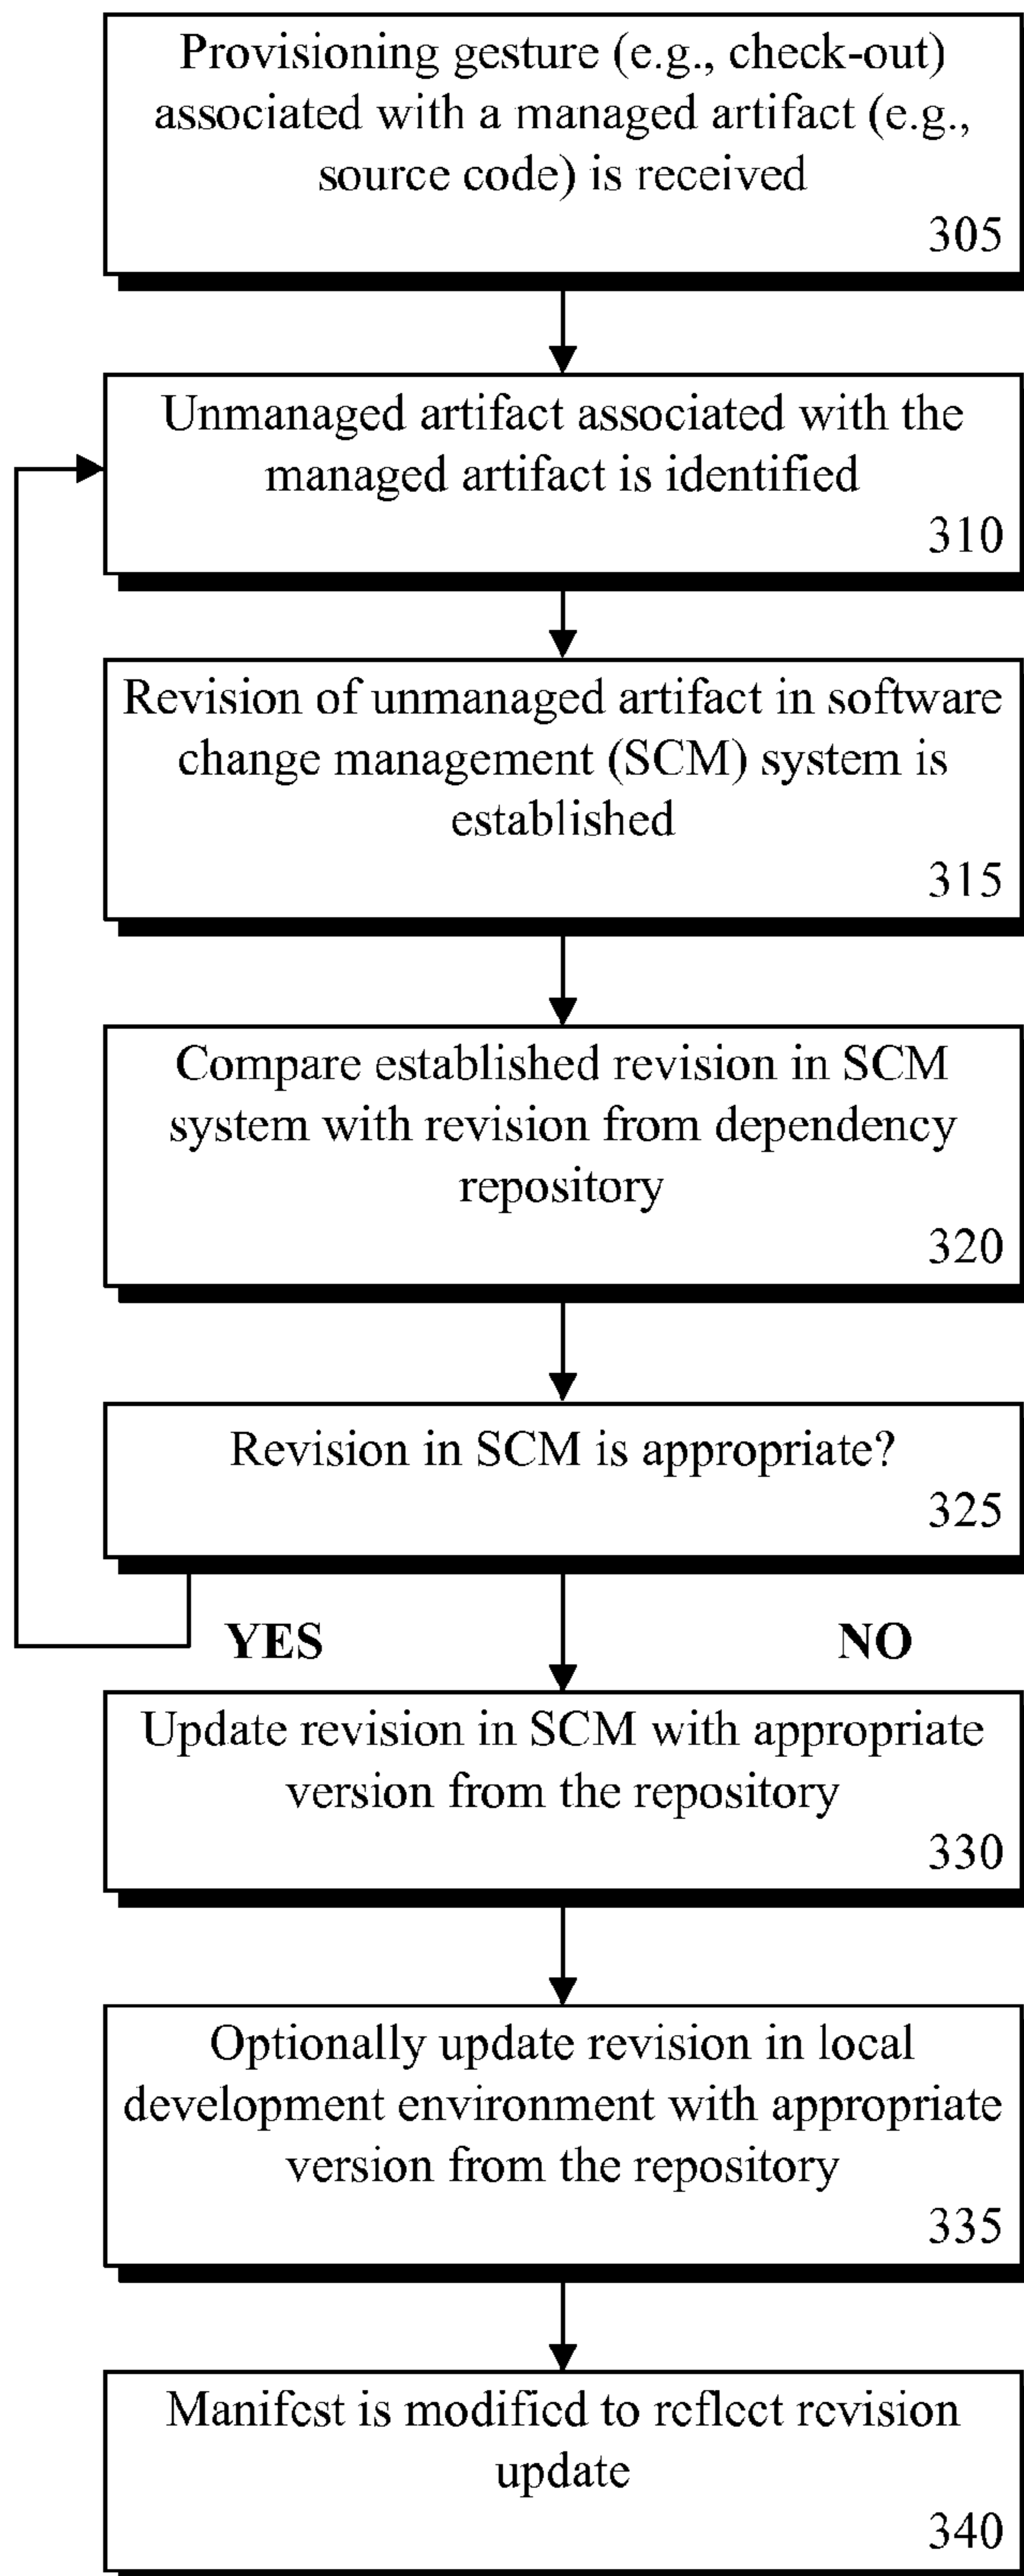 Provisioning gesture (e.g., check-out)
associated with a managed artifact (e.g.,
source code) is received
305
Unmanaged artifact associated with the
managed artifact is identified
310
Revision of unmanaged artifact in software
change management (SCM) system is
established
315
Compare established revision in SCM
system with revision from dependency
repository
320
Revision in SCM is appropriate?
325
YES NO
Update revision in SCM with appropriate
version from the repository
330
Optionally update revision in local
development environment with appropriate
version from the repository
335
Manifest is modified to reflect revision
update
340